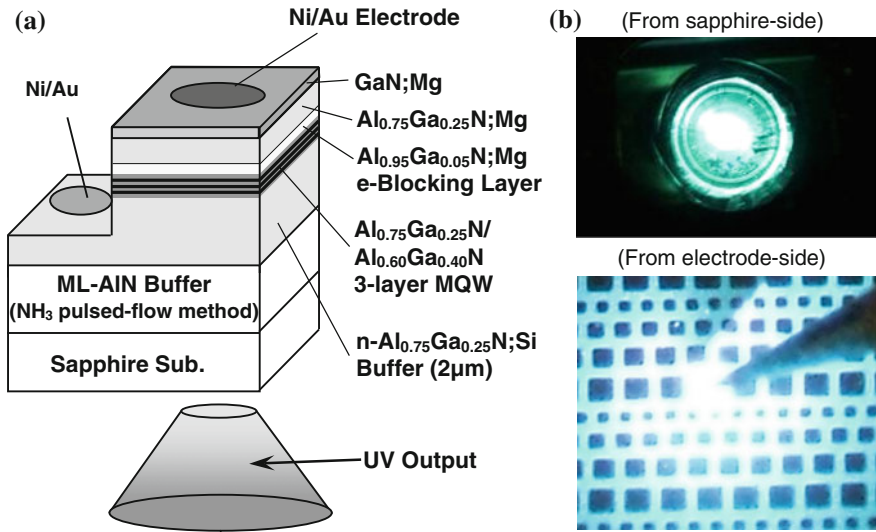 (a)
Ni/Au Electrode
Ni/Au
GaN;Mg
Al₀.₇₅Ga₀.₂₅N;Mg
Al₀.₉₅Ga₀.₀₅N;Mg
e-Blocking Layer
Al₀.₇₅Ga₀.₂₅N/
Al₀.₆₀Ga₀.₄₀N
3-layer MQW
ML-AlN Buffer
(NH₃ pulsed-flow method)
n-Al₀.₇₅Ga₀.₂₅N;Si
Buffer (2μm)
Sapphire Sub.
UV Output
(b)
(From sapphire-side)
(From electrode-side)